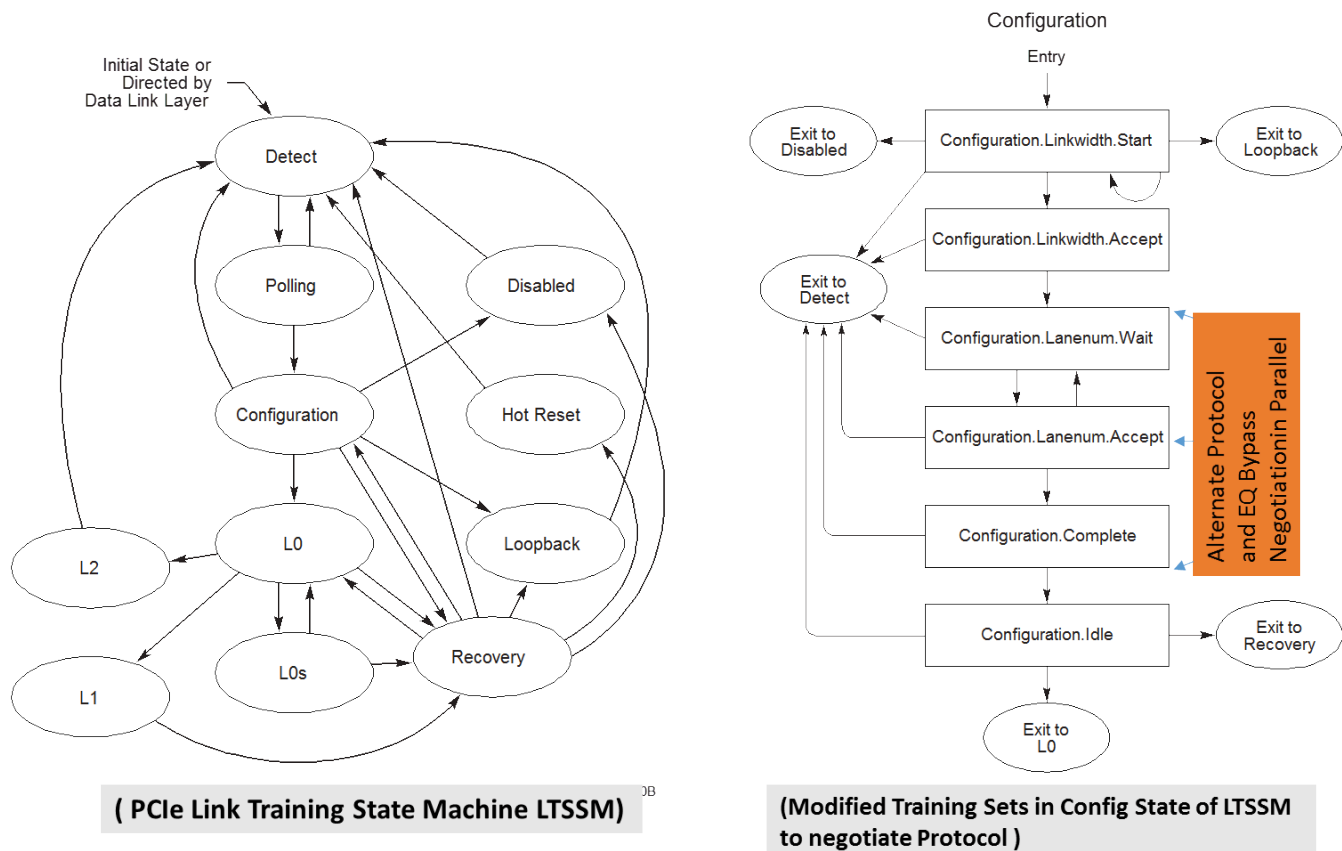 Initial State or
Directed by
Data Link Layer
Detect
Polling
Disabled
Configuration
Hot Reset
L0
Loopback
L2
L0s
Recovery
L1
0B
( PCIe Link Training State Machine LTSSM)
Configuration
Entry
Exit to
Disabled
Configuration.Linkwidth.Start
Exit to
Loopback
Configuration.Linkwidth.Accept
Exit to
Detect
Configuration.Lanenum.Wait
Configuration.Lanenum.Accept
Configuration.Complete
Configuration.Idle
Exit to
Recovery
Exit to
L0
Alternate Protocol
and EQ Bypass
Negotiationin Parallel
(Modified Training Sets in Config State of LTSSM
to negotiate Protocol )